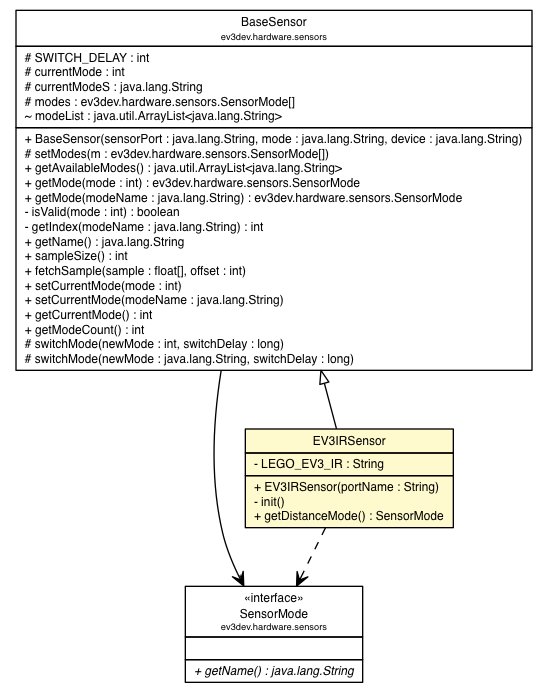 BaseSensor
ev3dev.hardware.sensors
# SWITCH_DELAY : int
# currentMode : int
# currentModeS : java.lang.String
# modes : ev3dev.hardware.sensors.SensorMode[]
~ modeList : java.util.ArrayList<java.lang.String>
+ BaseSensor(sensorPort : java.lang.String, mode : java.lang.String, device : java.lang.String)
# setModes(m : ev3dev.hardware.sensors.SensorMode[])
+ getAvailableModes() : java.util.ArrayList<java.lang.String>
+ getMode(mode : int) : ev3dev.hardware.sensors.SensorMode
+ getMode(modeName : java.lang.String) : ev3dev.hardware.sensors.SensorMode
- isValid(mode : int) : boolean
- getIndex(modeName : java.lang.String) : int
+ getName() : java.lang.String
+ sampleSize() : int
+ fetchSample(sample : float[], offset : int)
+ setCurrentMode(mode : int)
+ setCurrentMode(modeName : java.lang.String)
+ getCurrentMode() : int
+ getModeCount() : int
# switchMode(newMode : int, switchDelay : long)
# switchMode(newMode : java.lang.String, switchDelay : long)
EV3IRSensor
- LEGO_EV3_IR : String
+ EV3IRSensor(portName : String)
- init()
+ getDistanceMode() : SensorMode
«interface»
SensorMode
ev3dev.hardware.sensors
+ getName() : java.lang.String